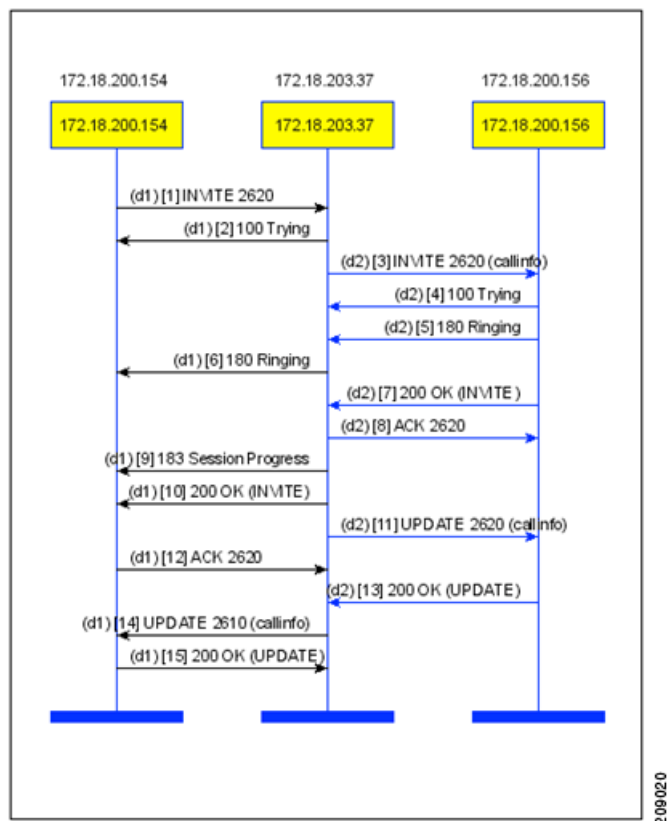 172.18.200.154 172.18.203.37 172.18.200.156
172.18.200.154 172.18.203.37 172.18.200.156
(d1) [1] INVITE 2620
(d1) [2] 100 Trying
(d2) [3] INVITE 2620 (callinfo)
(d2) [4] 100 Trying
(d2) [5] 180 Ringing
(d1) [6] 180 Ringing
(d2) [7] 200 OK (INVITE)
(d2) [8] ACK 2620
(d1) [9] 183 Session Progress
(d1) [10] 200 OK (INVITE)
(d2) [11] UPDATE 2620 (callinfo)
(d1) [12] ACK 2620
(d2) [13] 200 OK (UPDATE)
(d1) [14] UPDATE 2610 (callinfo)
(d1) [15] 200 OK (UPDATE)
209020